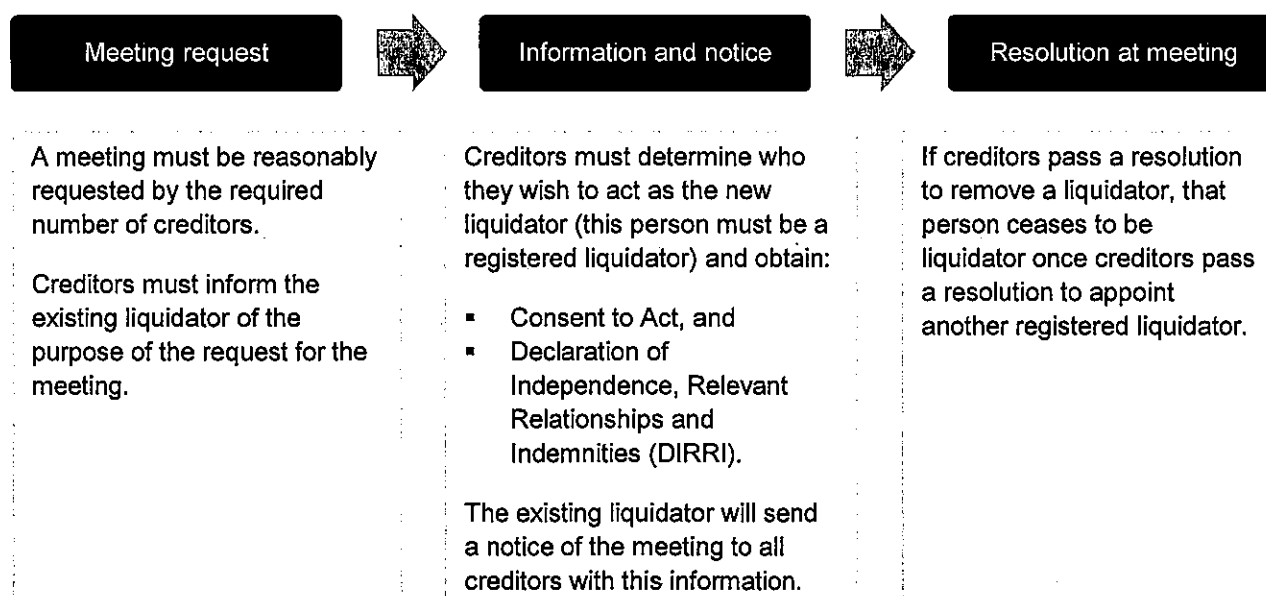 Meeting request
Information and notice
Resolution at meeting
A meeting must be reasonably
requested by the required
number of creditors.
Creditors must inform the
existing liquidator of the
purpose of the request for the
meeting.
Creditors must determine who
they wish to act as the new
liquidator (this person must be a
registered liquidator) and obtain:
▪ Consent to Act, and
▪ Declaration of
Independence, Relevant
Relationships and
Indemnities (DIRRI).
The existing liquidator will send
a notice of the meeting to all
creditors with this information.
If creditors pass a resolution
to remove a liquidator, that
person ceases to be
liquidator once creditors pass
a resolution to appoint
another registered liquidator.